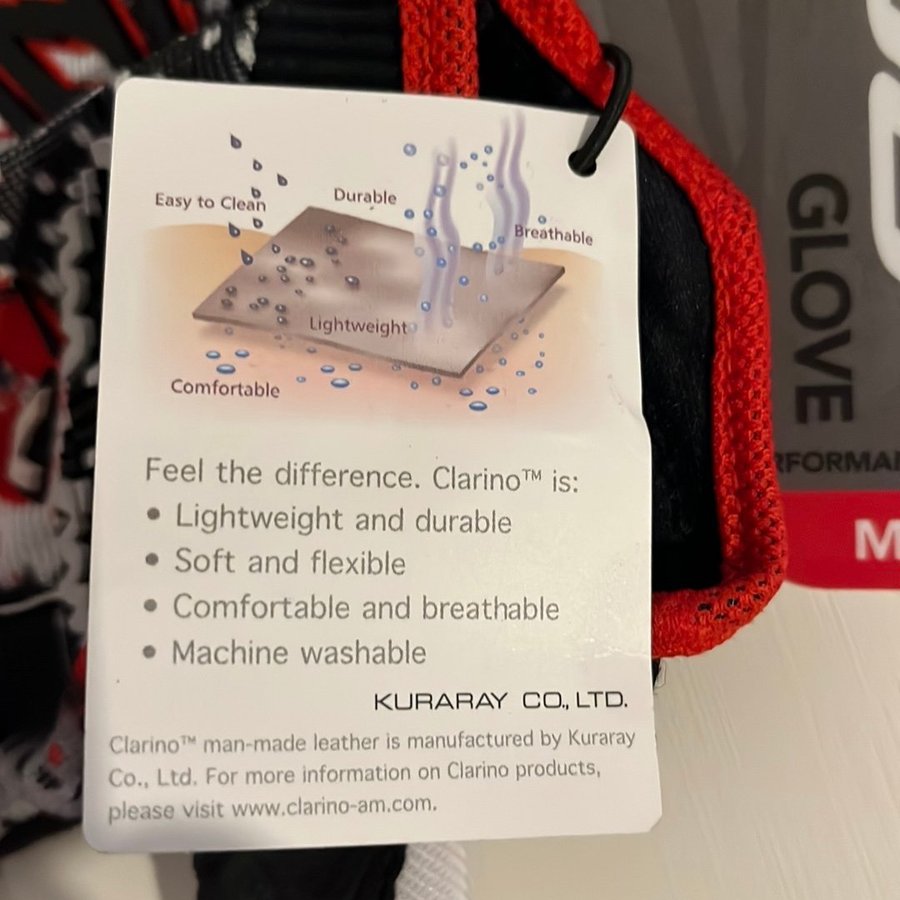 Easy to Clean
Durable
Breathable
Lightweight
Comfortable
Feel the difference. Clarino™ is:
• Lightweight and durable
• Soft and flexible
• Comfortable and breathable
• Machine washable
KURARAY CO., LTD.
Clarino™ man-made leather is manufactured by Kuraray
Co., Ltd. For more information on Clarino products,
please visit www.clarino-am.com.
GLOVE
M